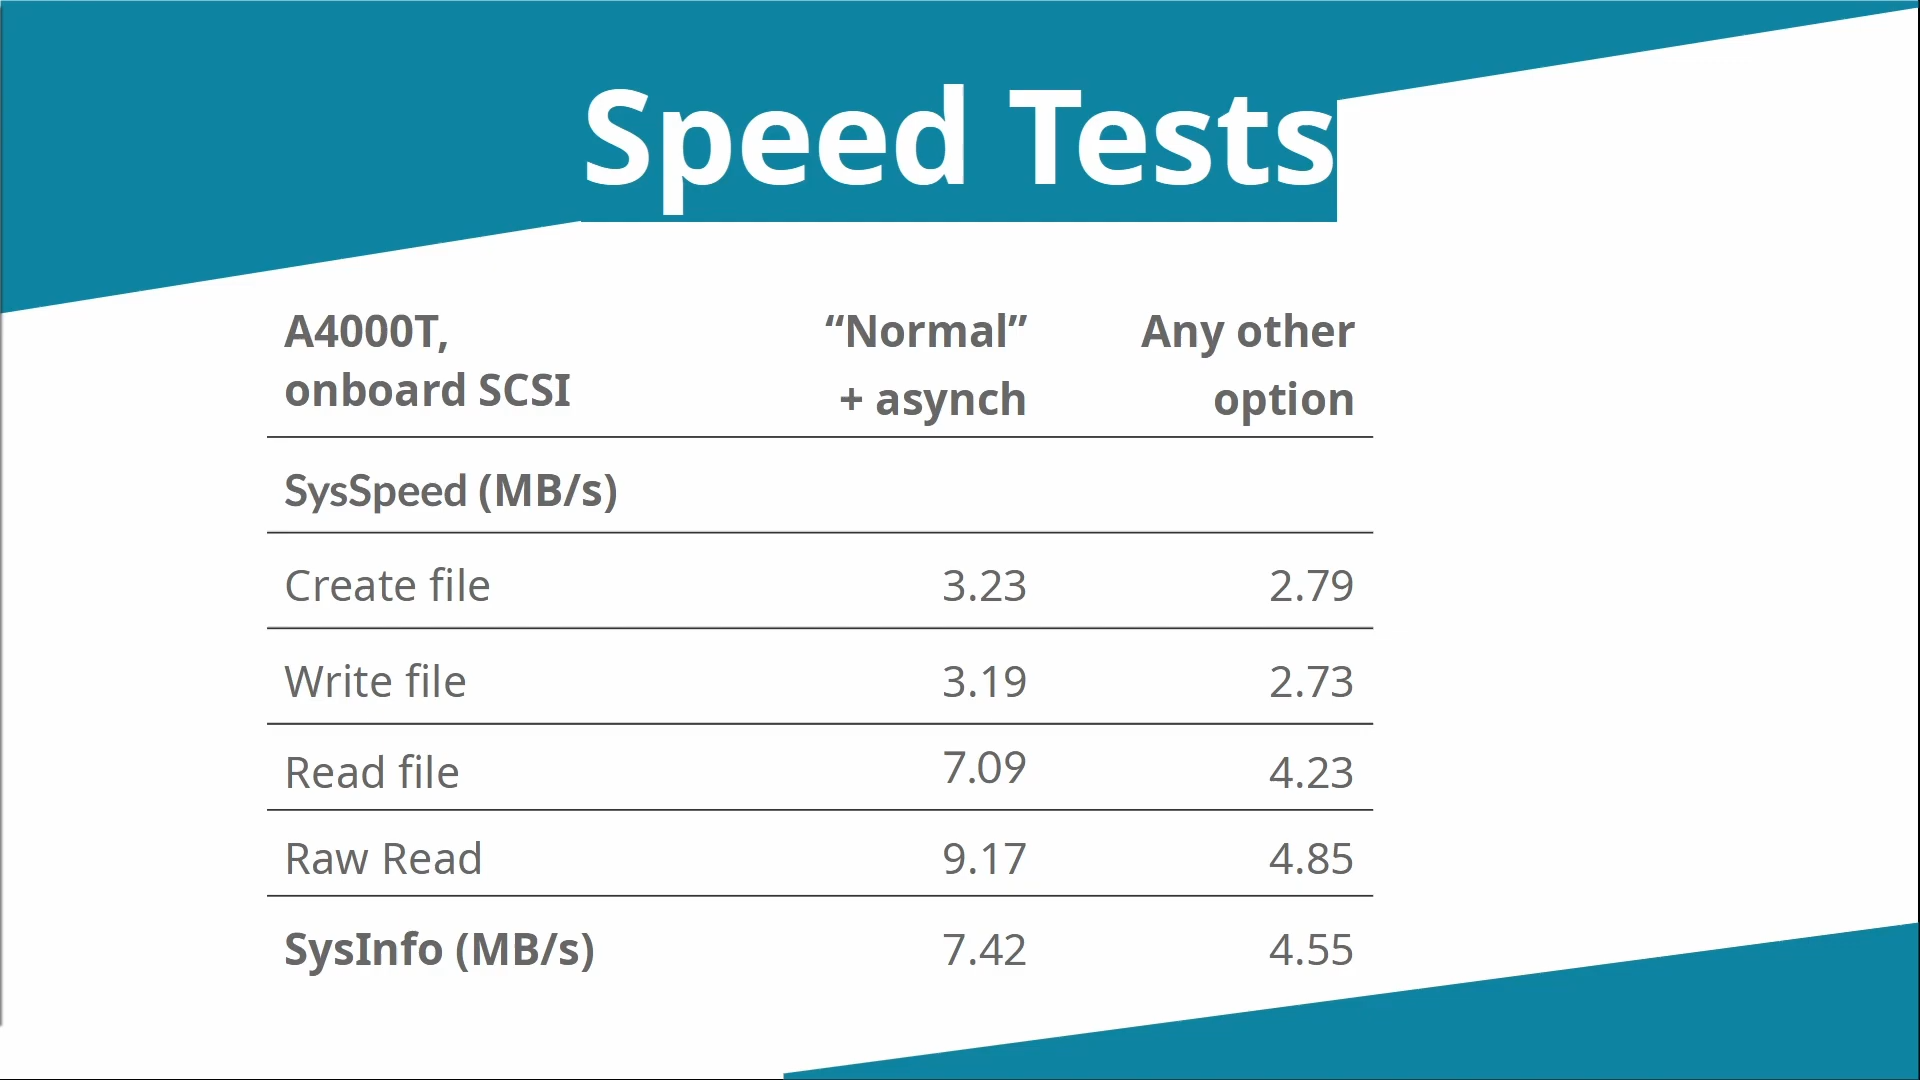 Speed Tests
A4000T, “Normal” Any other
onboard SCSI + asynch option
SysSpeed (MB/s)
Create file 3.23 2.79
Write file 3.19 2.73
Read file 7.09 4.23
Raw Read 9.17 4.85
SysInfo (MB/s) 7.42 4.55